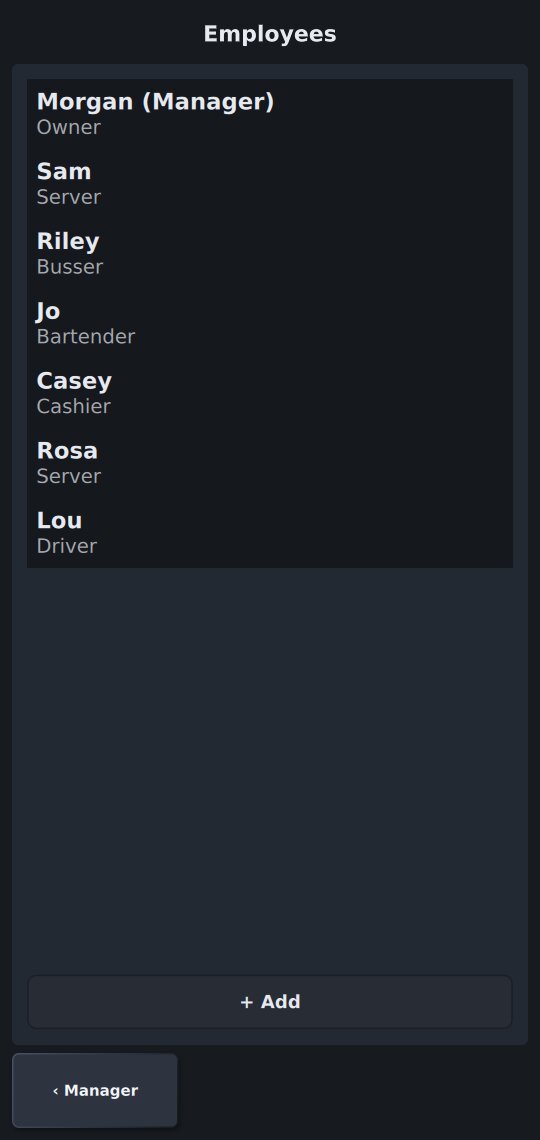 Employees
Morgan (Manager)
Owner
Sam
Server
Riley
Busser
Jo
Bartender
Casey
Cashier
Rosa
Server
Lou
Driver
+ Add
‹ Manager